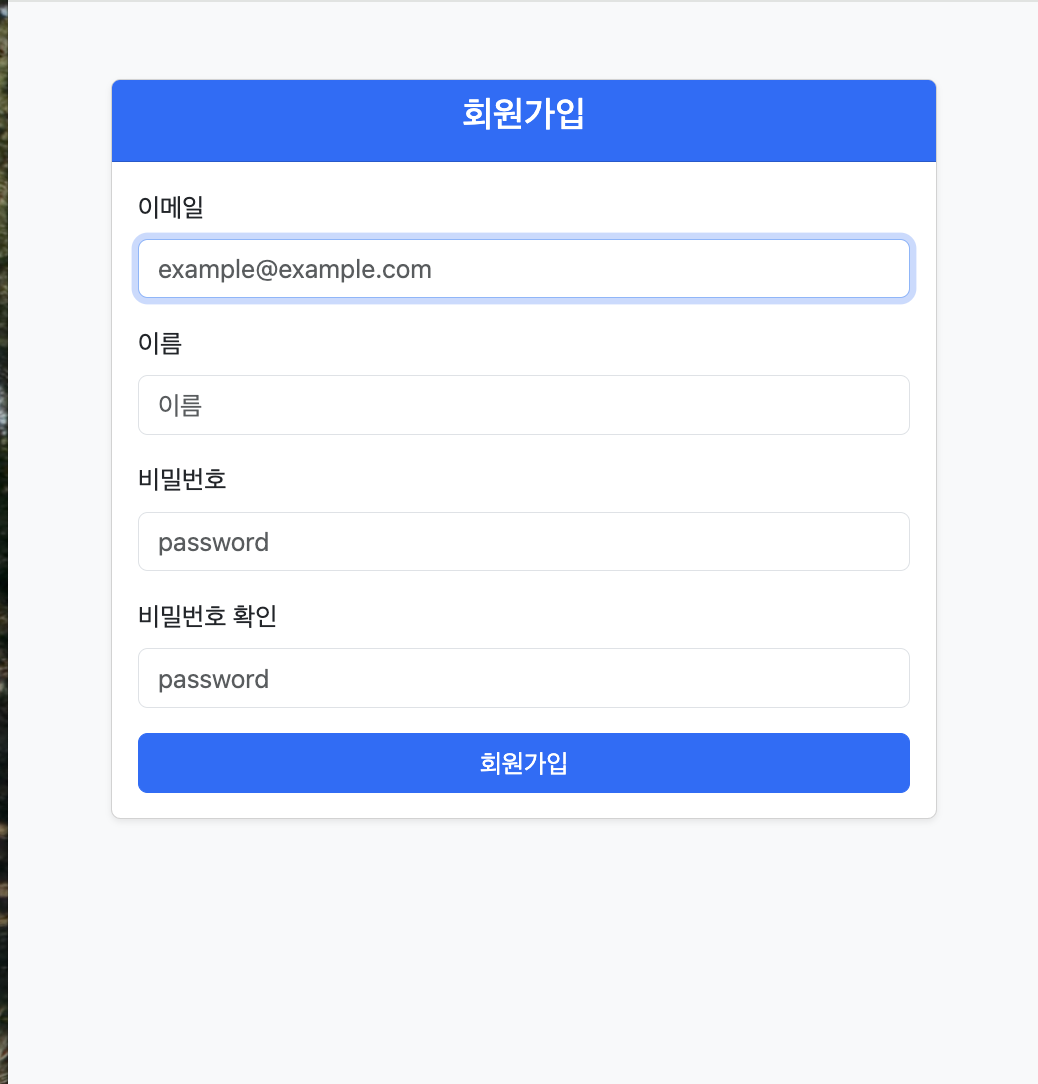 회원가입
이메일
example@example.com
이름
이름
비밀번호
password
비밀번호 확인
password
회원가입